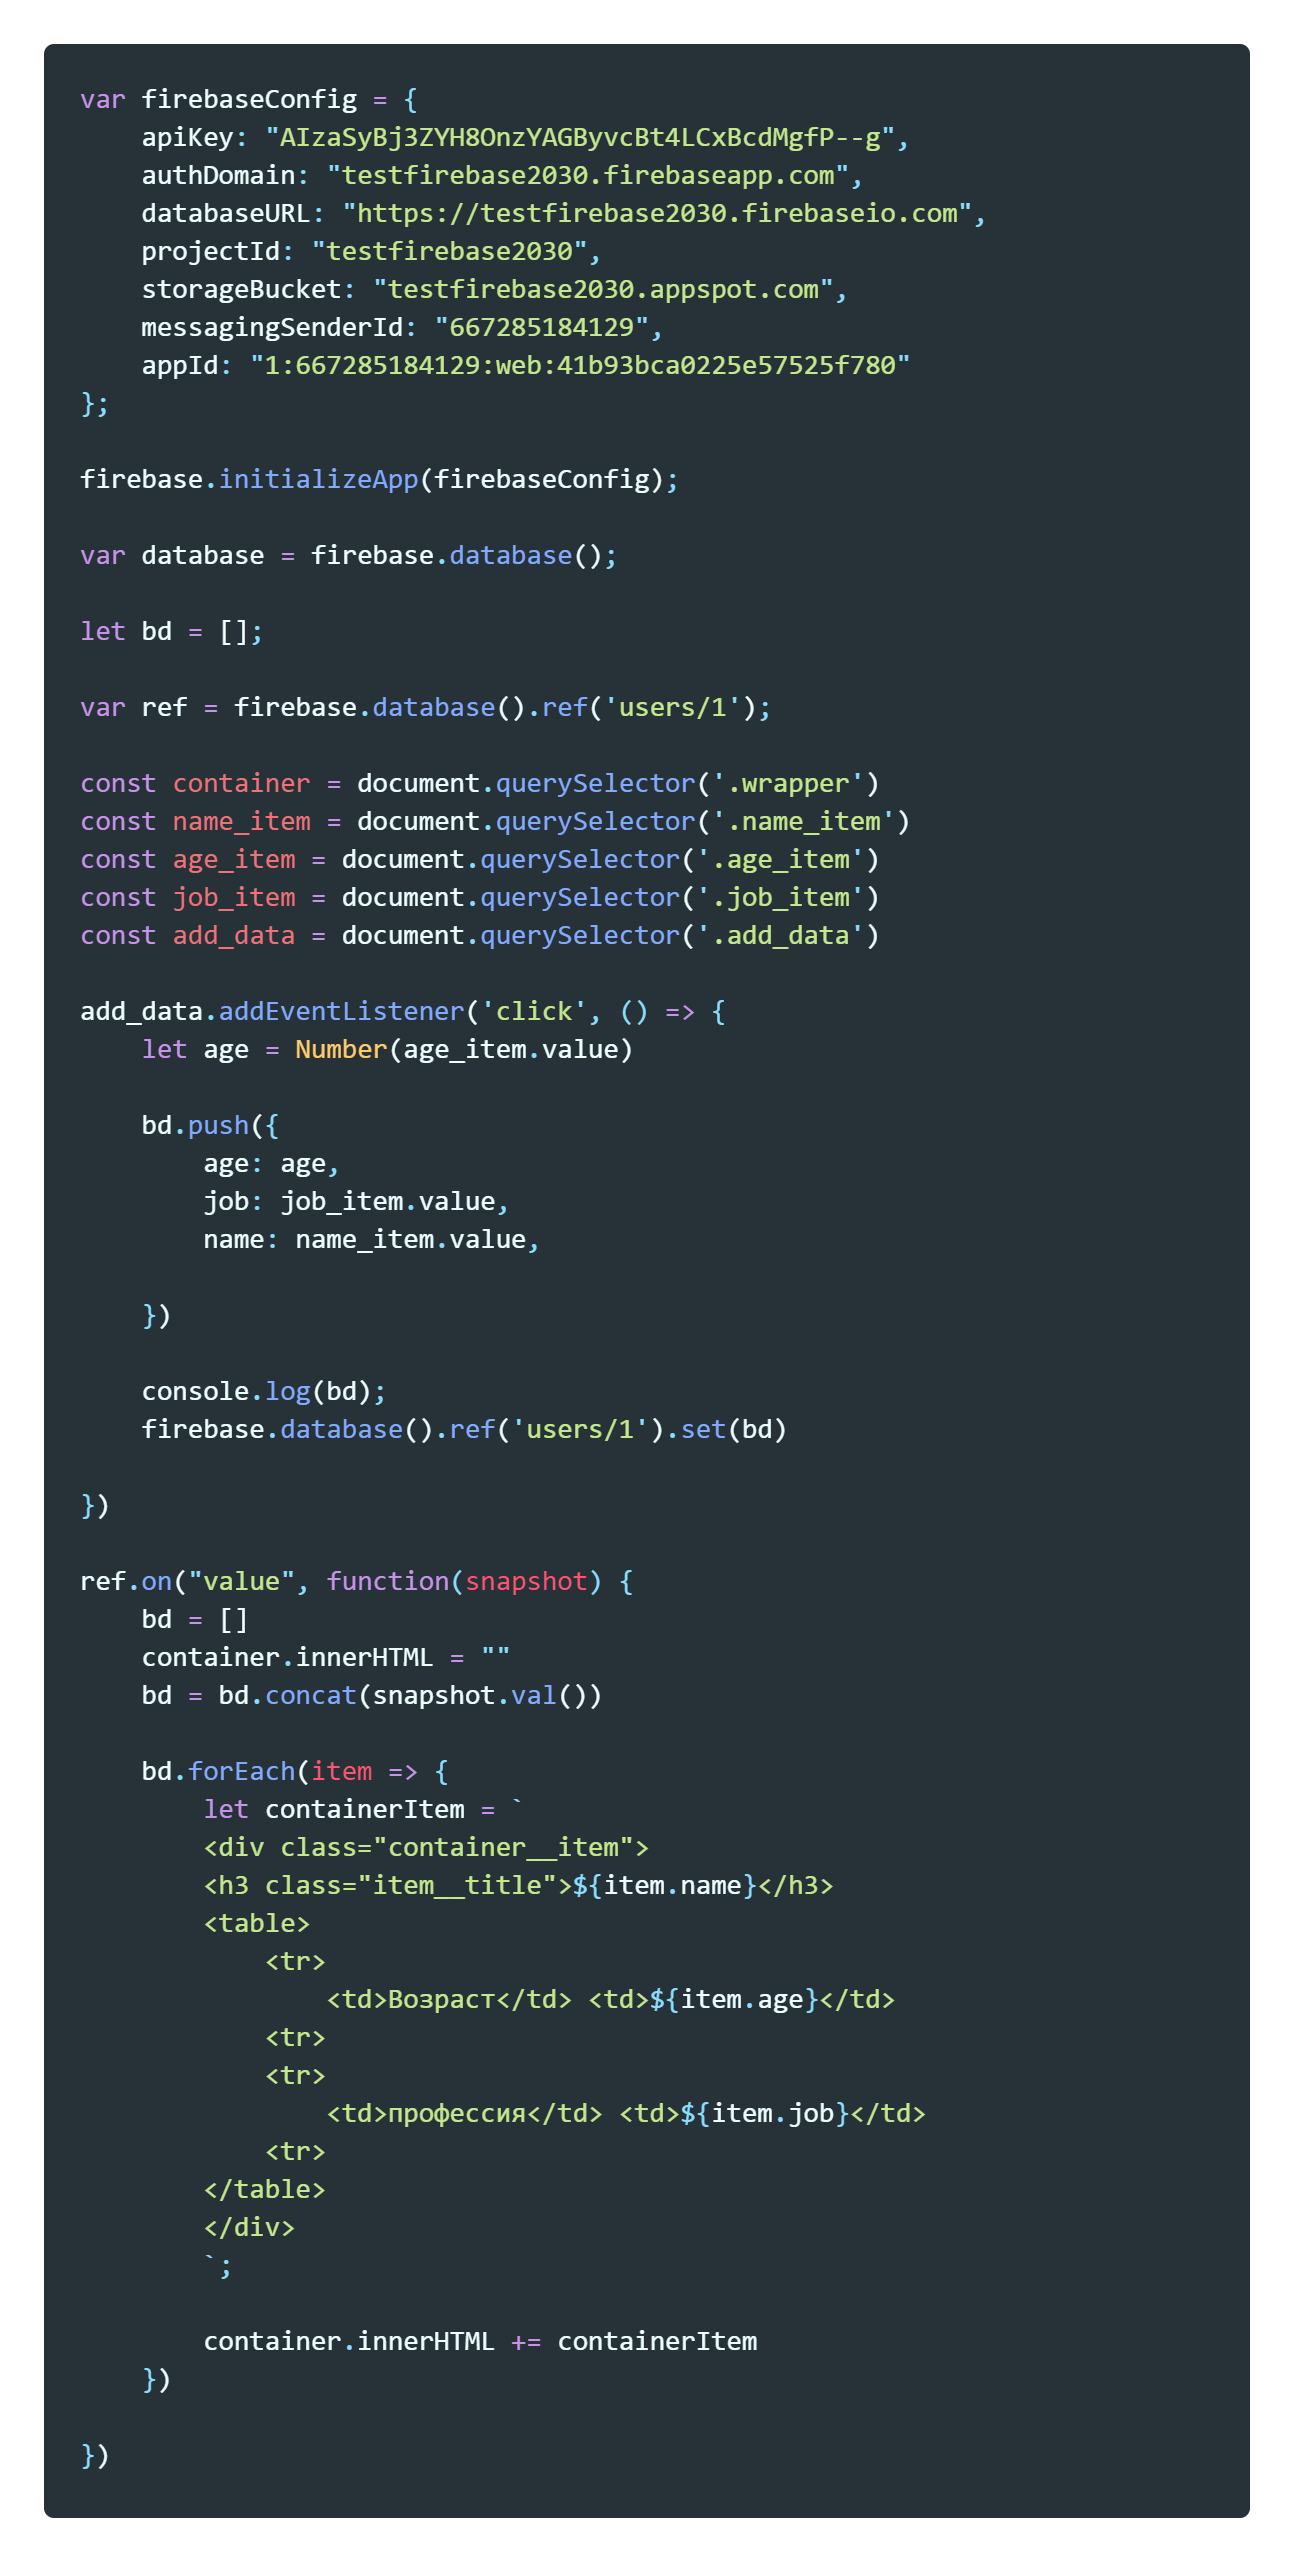 var firebaseConfig = {
    apiKey: "AIzaSyBj3ZYH8OnzYAGByvcBt4LCxBcdMgfP--g",
    authDomain: "testfirebase2030.firebaseapp.com",
    databaseURL: "https://testfirebase2030.firebaseio.com",
    projectId: "testfirebase2030",
    storageBucket: "testfirebase2030.appspot.com",
    messagingSenderId: "667285184129",
    appId: "1:667285184129:web:41b93bca0225e57525f780"
};

firebase.initializeApp(firebaseConfig);

var database = firebase.database();

let bd = [];

var ref = firebase.database().ref('users/1');

const container = document.querySelector('.wrapper')
const name_item = document.querySelector('.name_item')
const age_item = document.querySelector('.age_item')
const job_item = document.querySelector('.job_item')
const add_data = document.querySelector('.add_data')

add_data.addEventListener('click', () => {
    let age = Number(age_item.value)

    bd.push({
        age: age,
        job: job_item.value,
        name: name_item.value,

    })

    console.log(bd);
    firebase.database().ref('users/1').set(bd)

})

ref.on("value", function(snapshot) {
    bd = []
    container.innerHTML = ""
    bd = bd.concat(snapshot.val())

    bd.forEach(item => {
        let containerItem = `
        <div class="container__item">
        <h3 class="item__title">${item.name}</h3>
        <table>
            <tr>
                <td>Возраст</td> <td>${item.age}</td>
            <tr>
            <tr>
                <td>профессия</td> <td>${item.job}</td>
            <tr>
        </table>
        </div>
        `;

        container.innerHTML += containerItem
    })

})